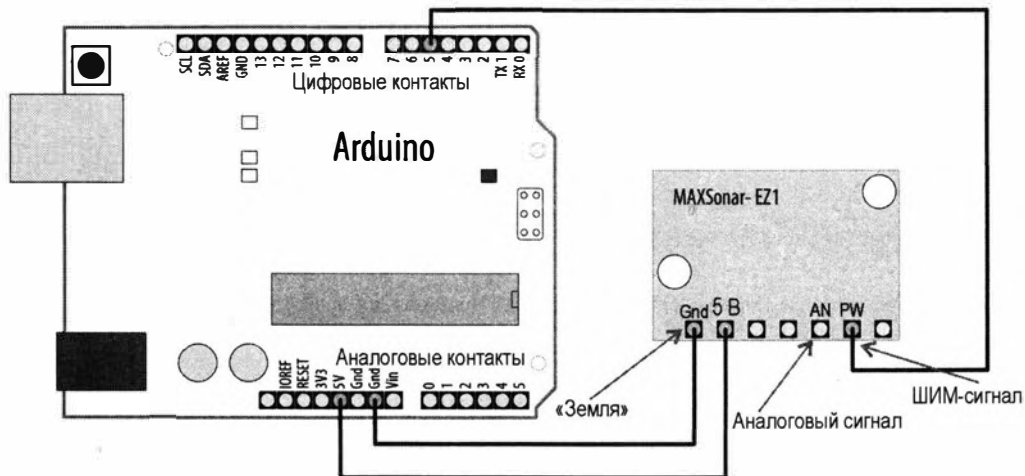 SCL
SDA
AREF
GND
13
12
11
10
9
8
7
6
5
4
3
2
TX 1
RX 0
Цифровые контакты
Arduino
MAXSonar- EZ1
Gnd 5 В AN PW
Аналоговые контакты
IOREF
RESET
3V3
5V
Gnd
Gnd
Vin
0
1
2
3
4
5
«Земля»
Аналоговый сигнал
ШИМ-сигнал